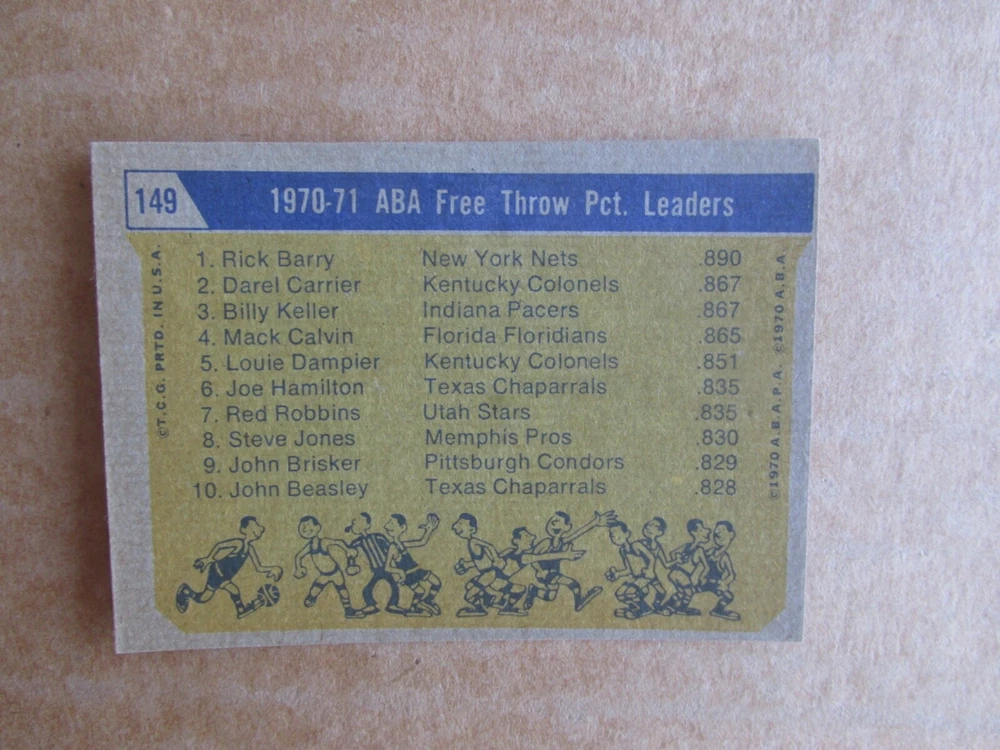 149
1970-71 ABA Free Throw Pct. Leaders
1. Rick Barry New York Nets .890
2. Darel Carrier Kentucky Colonels .867
3. Billy Keller Indiana Pacers .867
4. Mack Calvin Florida Floridians .865
5. Louie Dampier Kentucky Colonels .851
6. Joe Hamilton Texas Chaparrals .835
7. Red Robbins Utah Stars .835
8. Steve Jones Memphis Pros .830
9. John Brisker Pittsburgh Condors .829
10. John Beasley Texas Chaparrals .828
©T.C.G. PRTD. IN U.S.A.
©1970 A.B.A.P.A. ©1970 A.B.A.